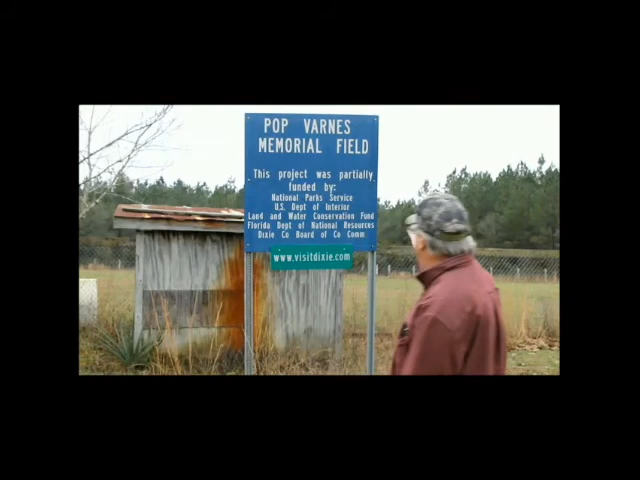 POP VARNES
MEMORIAL FIELD
This project was partially
funded by:
National Parks Service
U.S. Dept of Interior
Land and Water Conservation Fund
Florida Dept of National Resources
Dixie Co Board of Co Comm
www.visitdixie.com